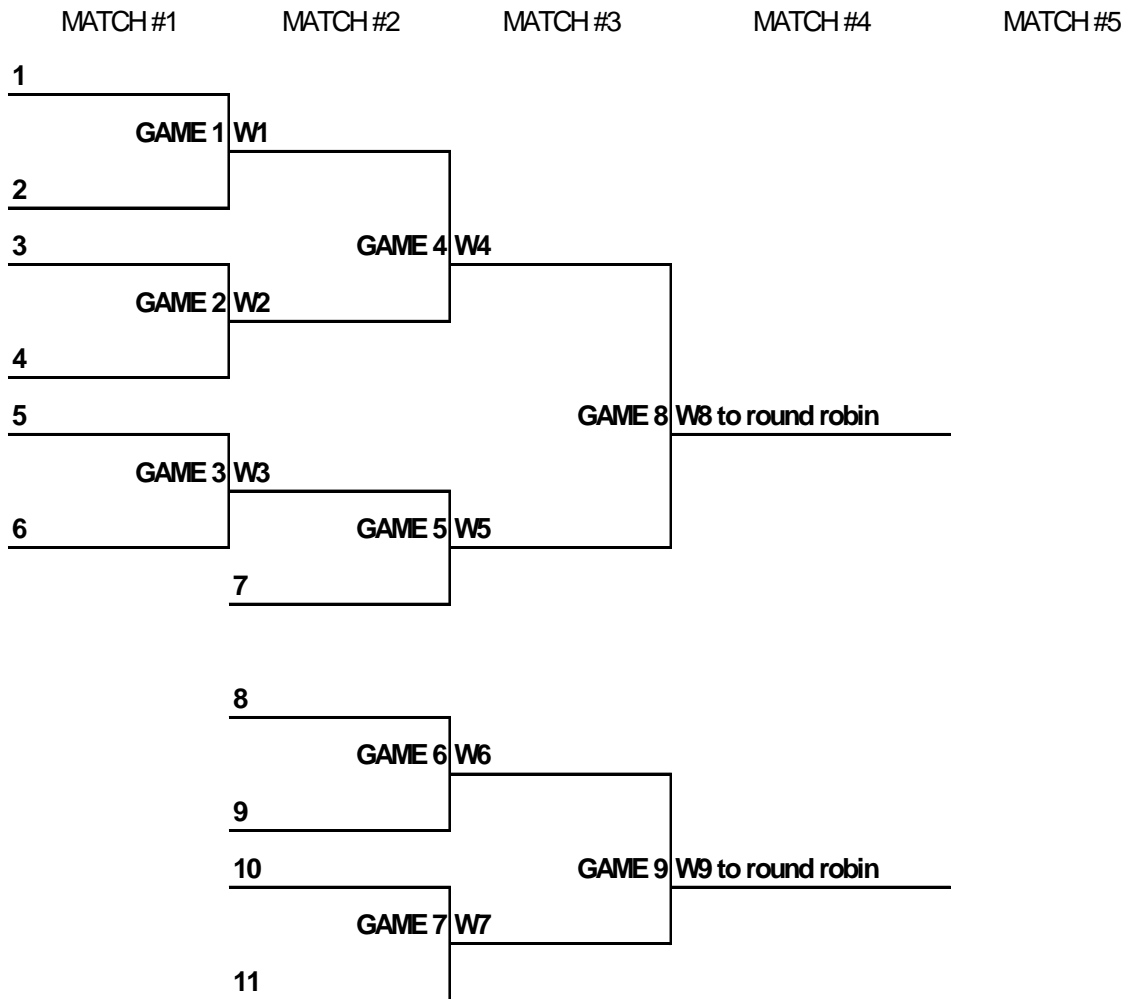 MATCH #1 MATCH #2 MATCH #3 MATCH #4 MATCH #5
1
GAME 1 W1
2
3 GAME 4 W4
GAME 2 W2
4
5 GAME 8 W8 to round robin
GAME 3 W3
6 GAME 5 W5
7
8
GAME 6 W6
9
10 GAME 9 W9 to round robin
GAME 7 W7
11